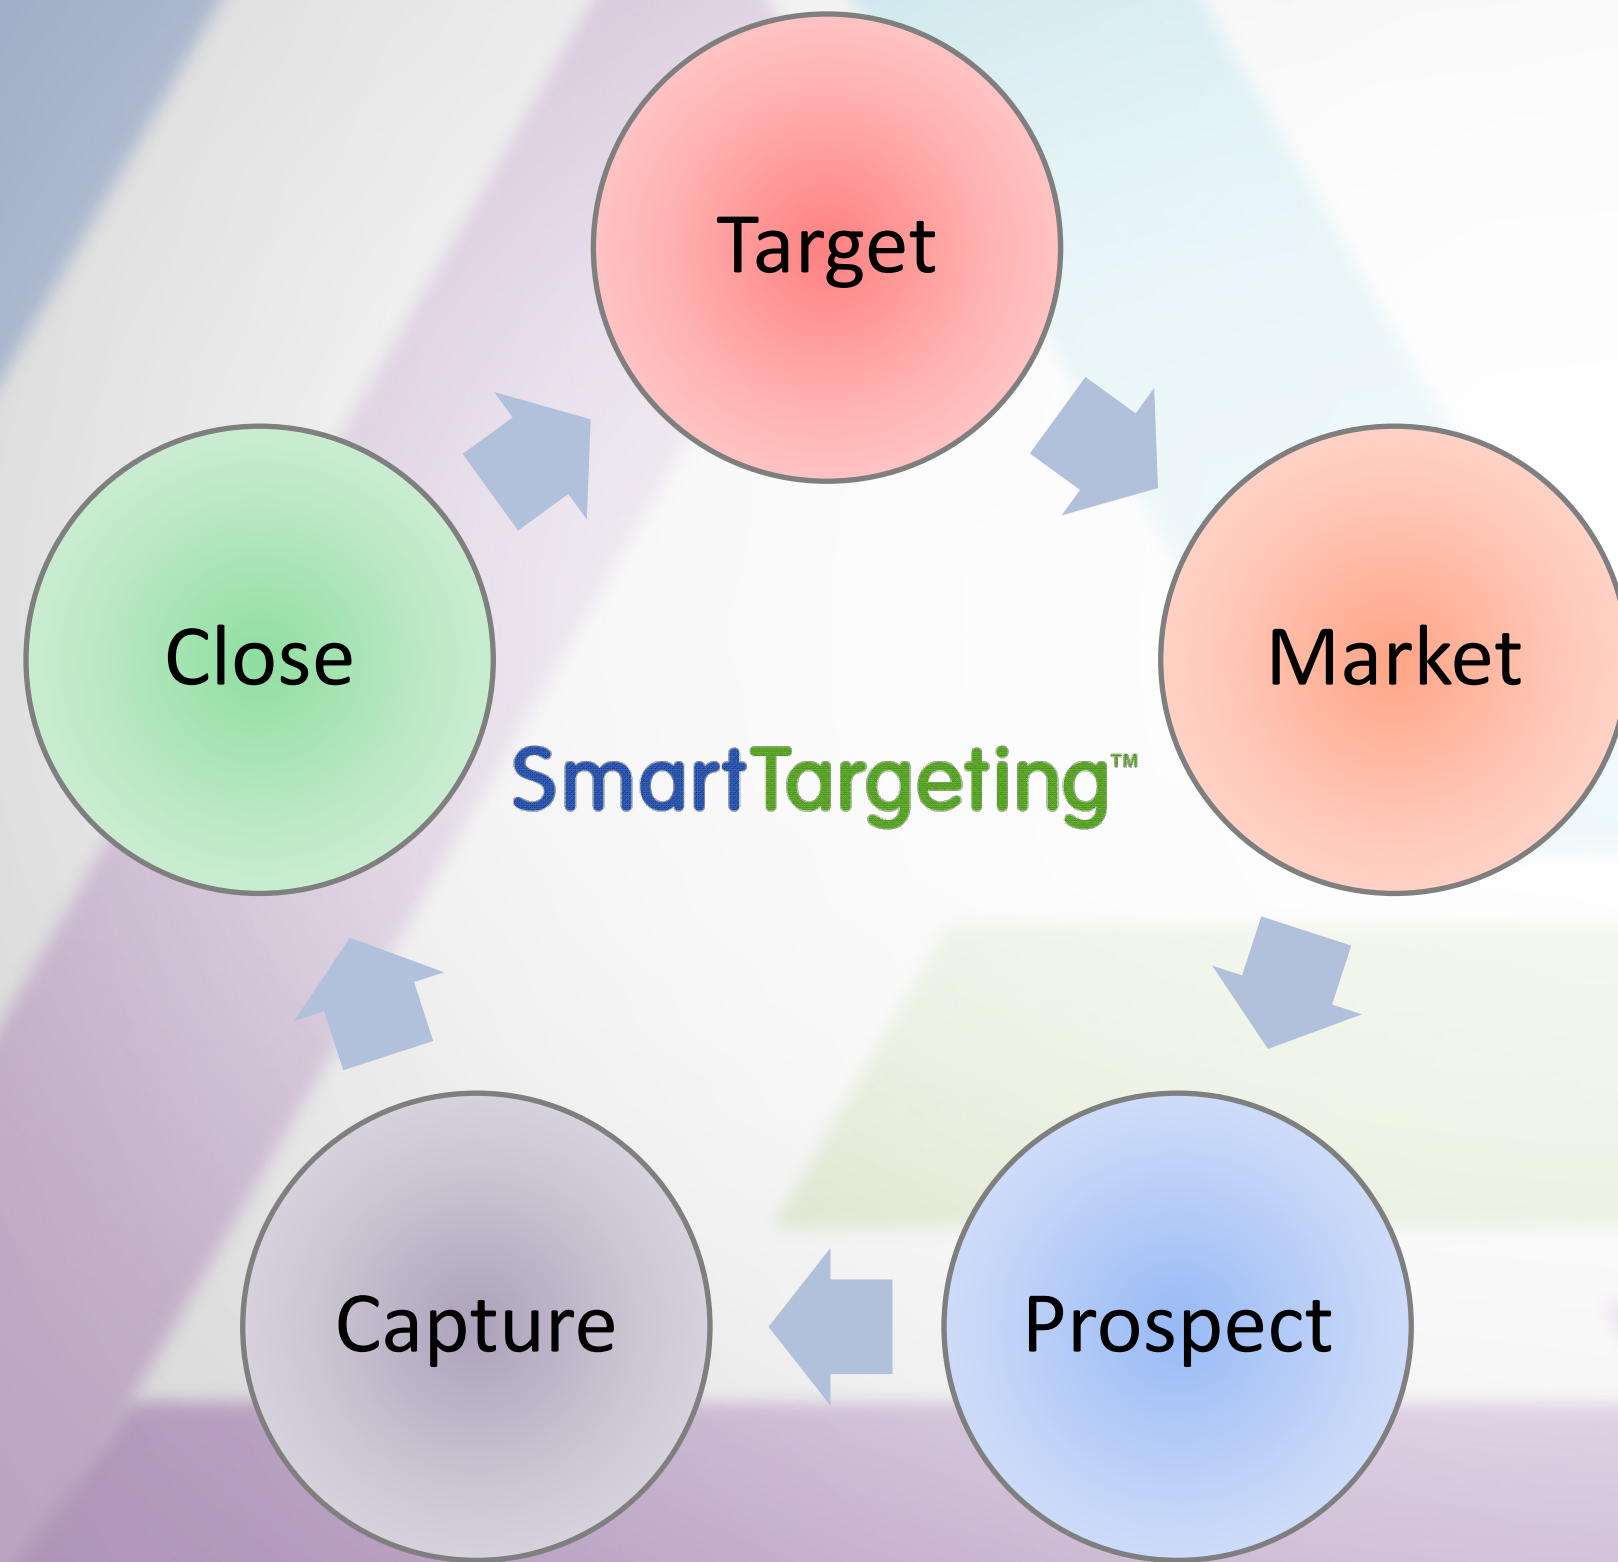 Target
Market
Close
SmartTargeting™
Capture
Prospect